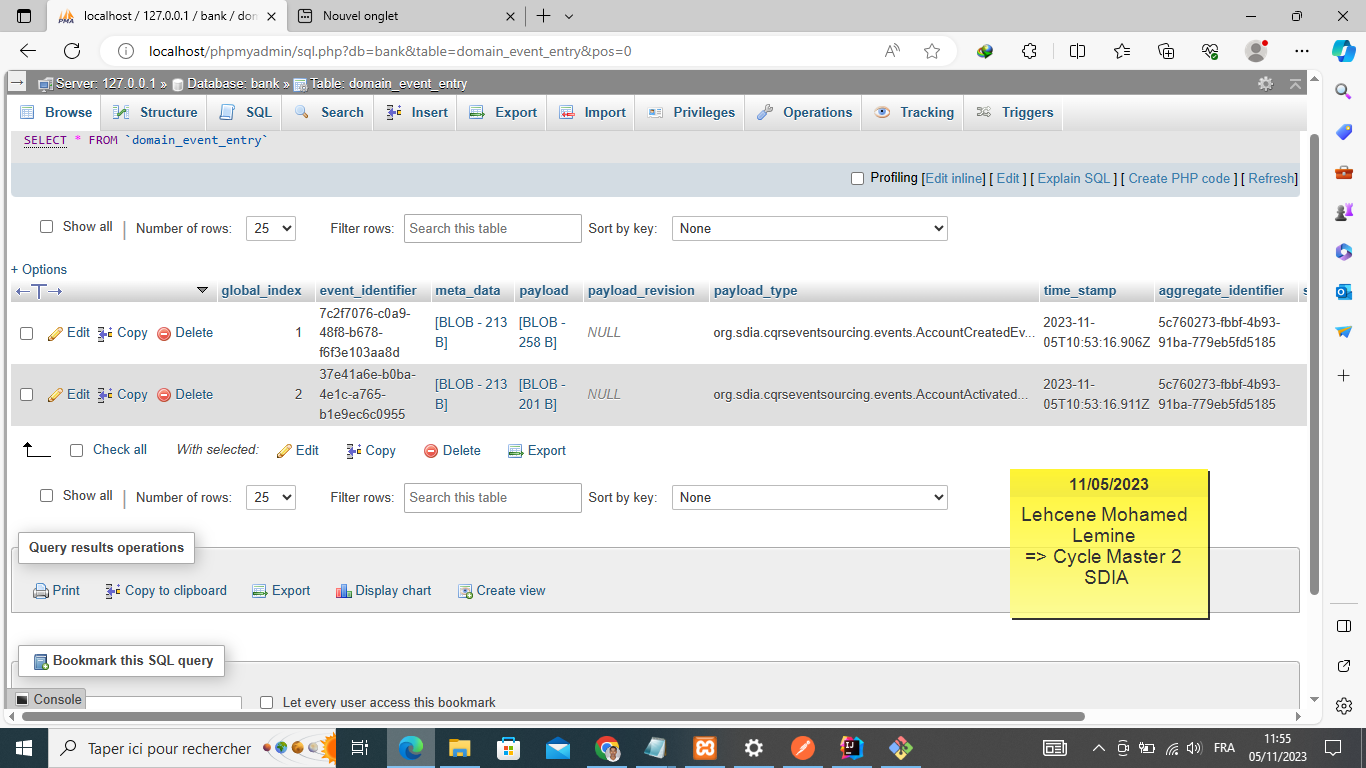 localhost / 127.0.0.1 / bank / don
Nouvel onglet
localhost/phpmyadmin/sql.php?db=bank&table=domain_event_entry&pos=0
Server: 127.0.0.1 » Database: bank » Table: domain_event_entry
Browse Structure SQL Search Insert Export Import Privileges Operations Tracking Triggers
SELECT * FROM `domain_event_entry`
Profiling [Edit inline] [ Edit ] [ Explain SQL ] [ Create PHP code ] [ Refresh]
Show all | Number of rows: 25 Filter rows: Search this table Sort by key: None
+ Options
←T→ global_index event_identifier meta_data payload payload_revision payload_type time_stamp aggregate_identifier s
7c2f7076-c0a9-
Edit Copy Delete 1 48f8-b678- [BLOB - 213 [BLOB - NULL org.sdia.cqrseventsourcing.events.AccountCreatedEv... 2023-11- 5c760273-fbbf-4b93-
f6f3e103aa8d B] 258 B] 05T10:53:16.906Z 91ba-779eb5fd5185
37e41a6e-b0ba-
Edit Copy Delete 2 4e1c-a765- [BLOB - 213 [BLOB - NULL org.sdia.cqrseventsourcing.events.AccountActivated... 2023-11- 5c760273-fbbf-4b93-
b1e9ec6c0955 B] 201 B] 05T10:53:16.911Z 91ba-779eb5fd5185
Check all With selected: Edit Copy Delete Export
Show all | Number of rows: 25 Filter rows: Search this table Sort by key: None
11/05/2023
Lehcene Mohamed
Lemine
=> Cycle Master 2
SDIA
Query results operations
Print Copy to clipboard Export Display chart Create view
Bookmark this SQL query
Console
Let every user access this bookmark
Taper ici pour rechercher
FRA
11:55
05/11/2023